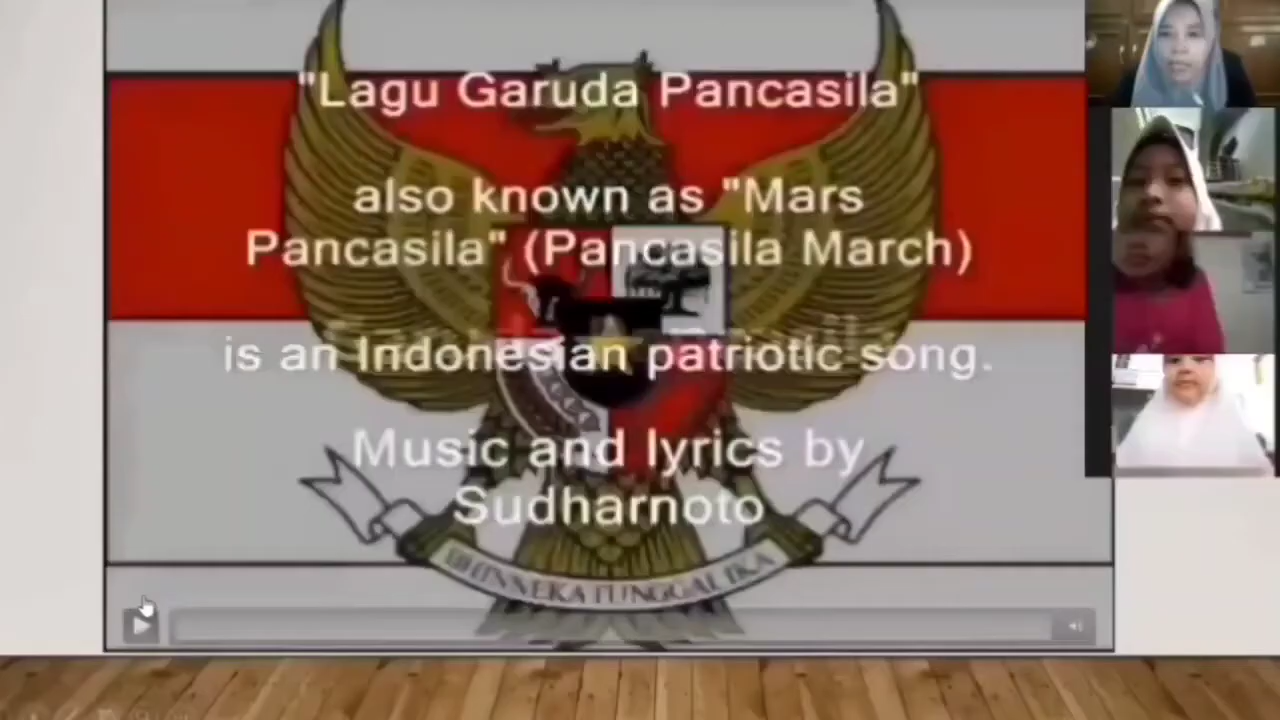 "Lagu Garuda Pancasila"
also known as "Mars
Pancasila" (Pancasila March)
is an Indonesian patriotic song.
Music and lyrics by
Sudharnoto
BHINNEKA TUNGGAL IKA